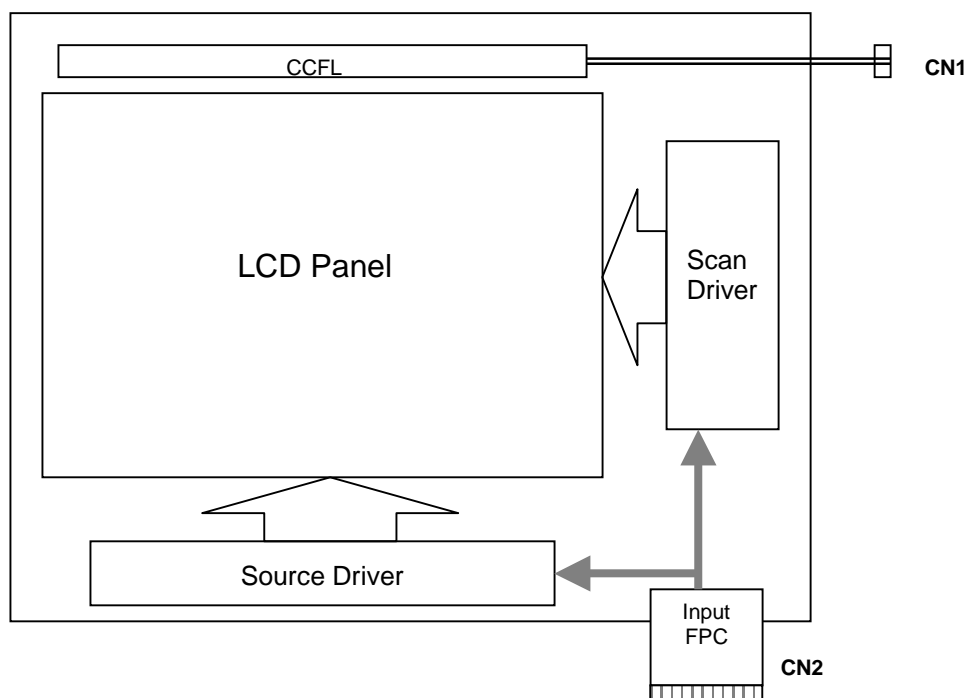 CCFL
CN1
LCD Panel
Scan
Driver
Source Driver
Input
FPC
CN2